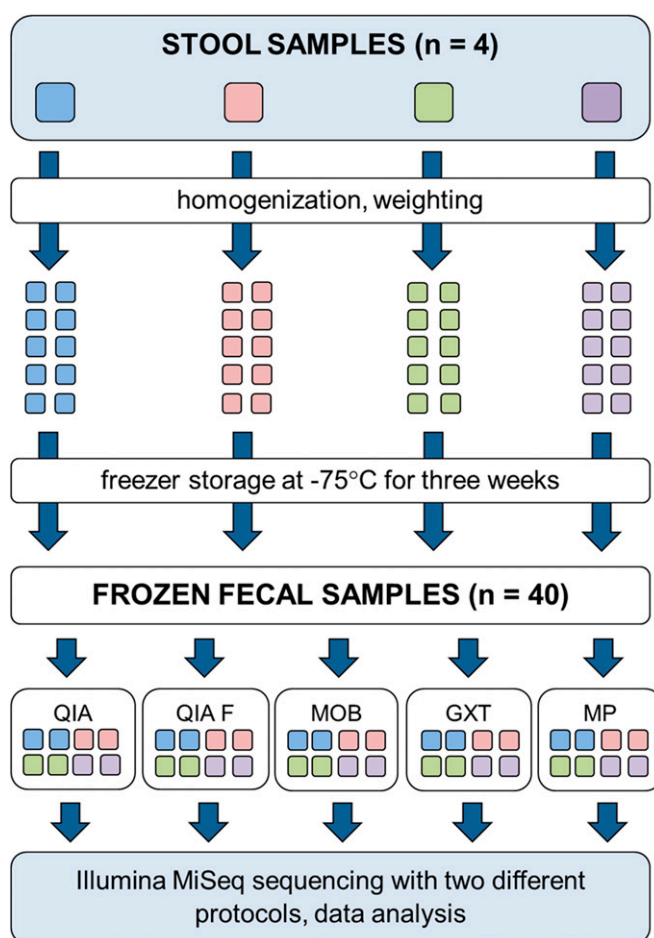 STOOL SAMPLES (n = 4)
homogenization, weighting
freezer storage at -75°C for three weeks
FROZEN FECAL SAMPLES (n = 40)
QIA
QIA F
MOB
GXT
MP
Illumina MiSeq sequencing with two different
protocols, data analysis